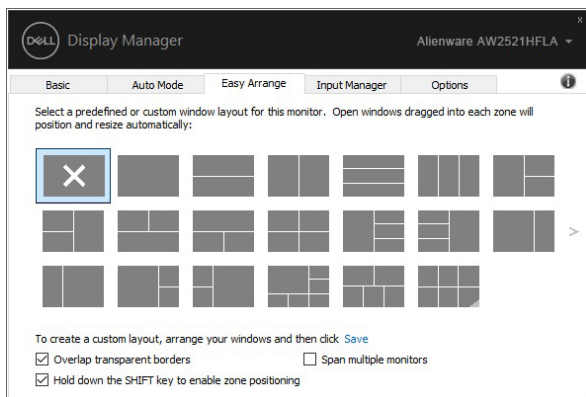 x
DELL Display Manager Alienware AW2521HFLA
Basic Auto Mode Easy Arrange Input Manager Options i
Select a predefined or custom window layout for this monitor. Open windows dragged into each zone will
position and resize automatically:
>
To create a custom layout, arrange your windows and then click Save
Overlap transparent borders Span multiple monitors
Hold down the SHIFT key to enable zone positioning